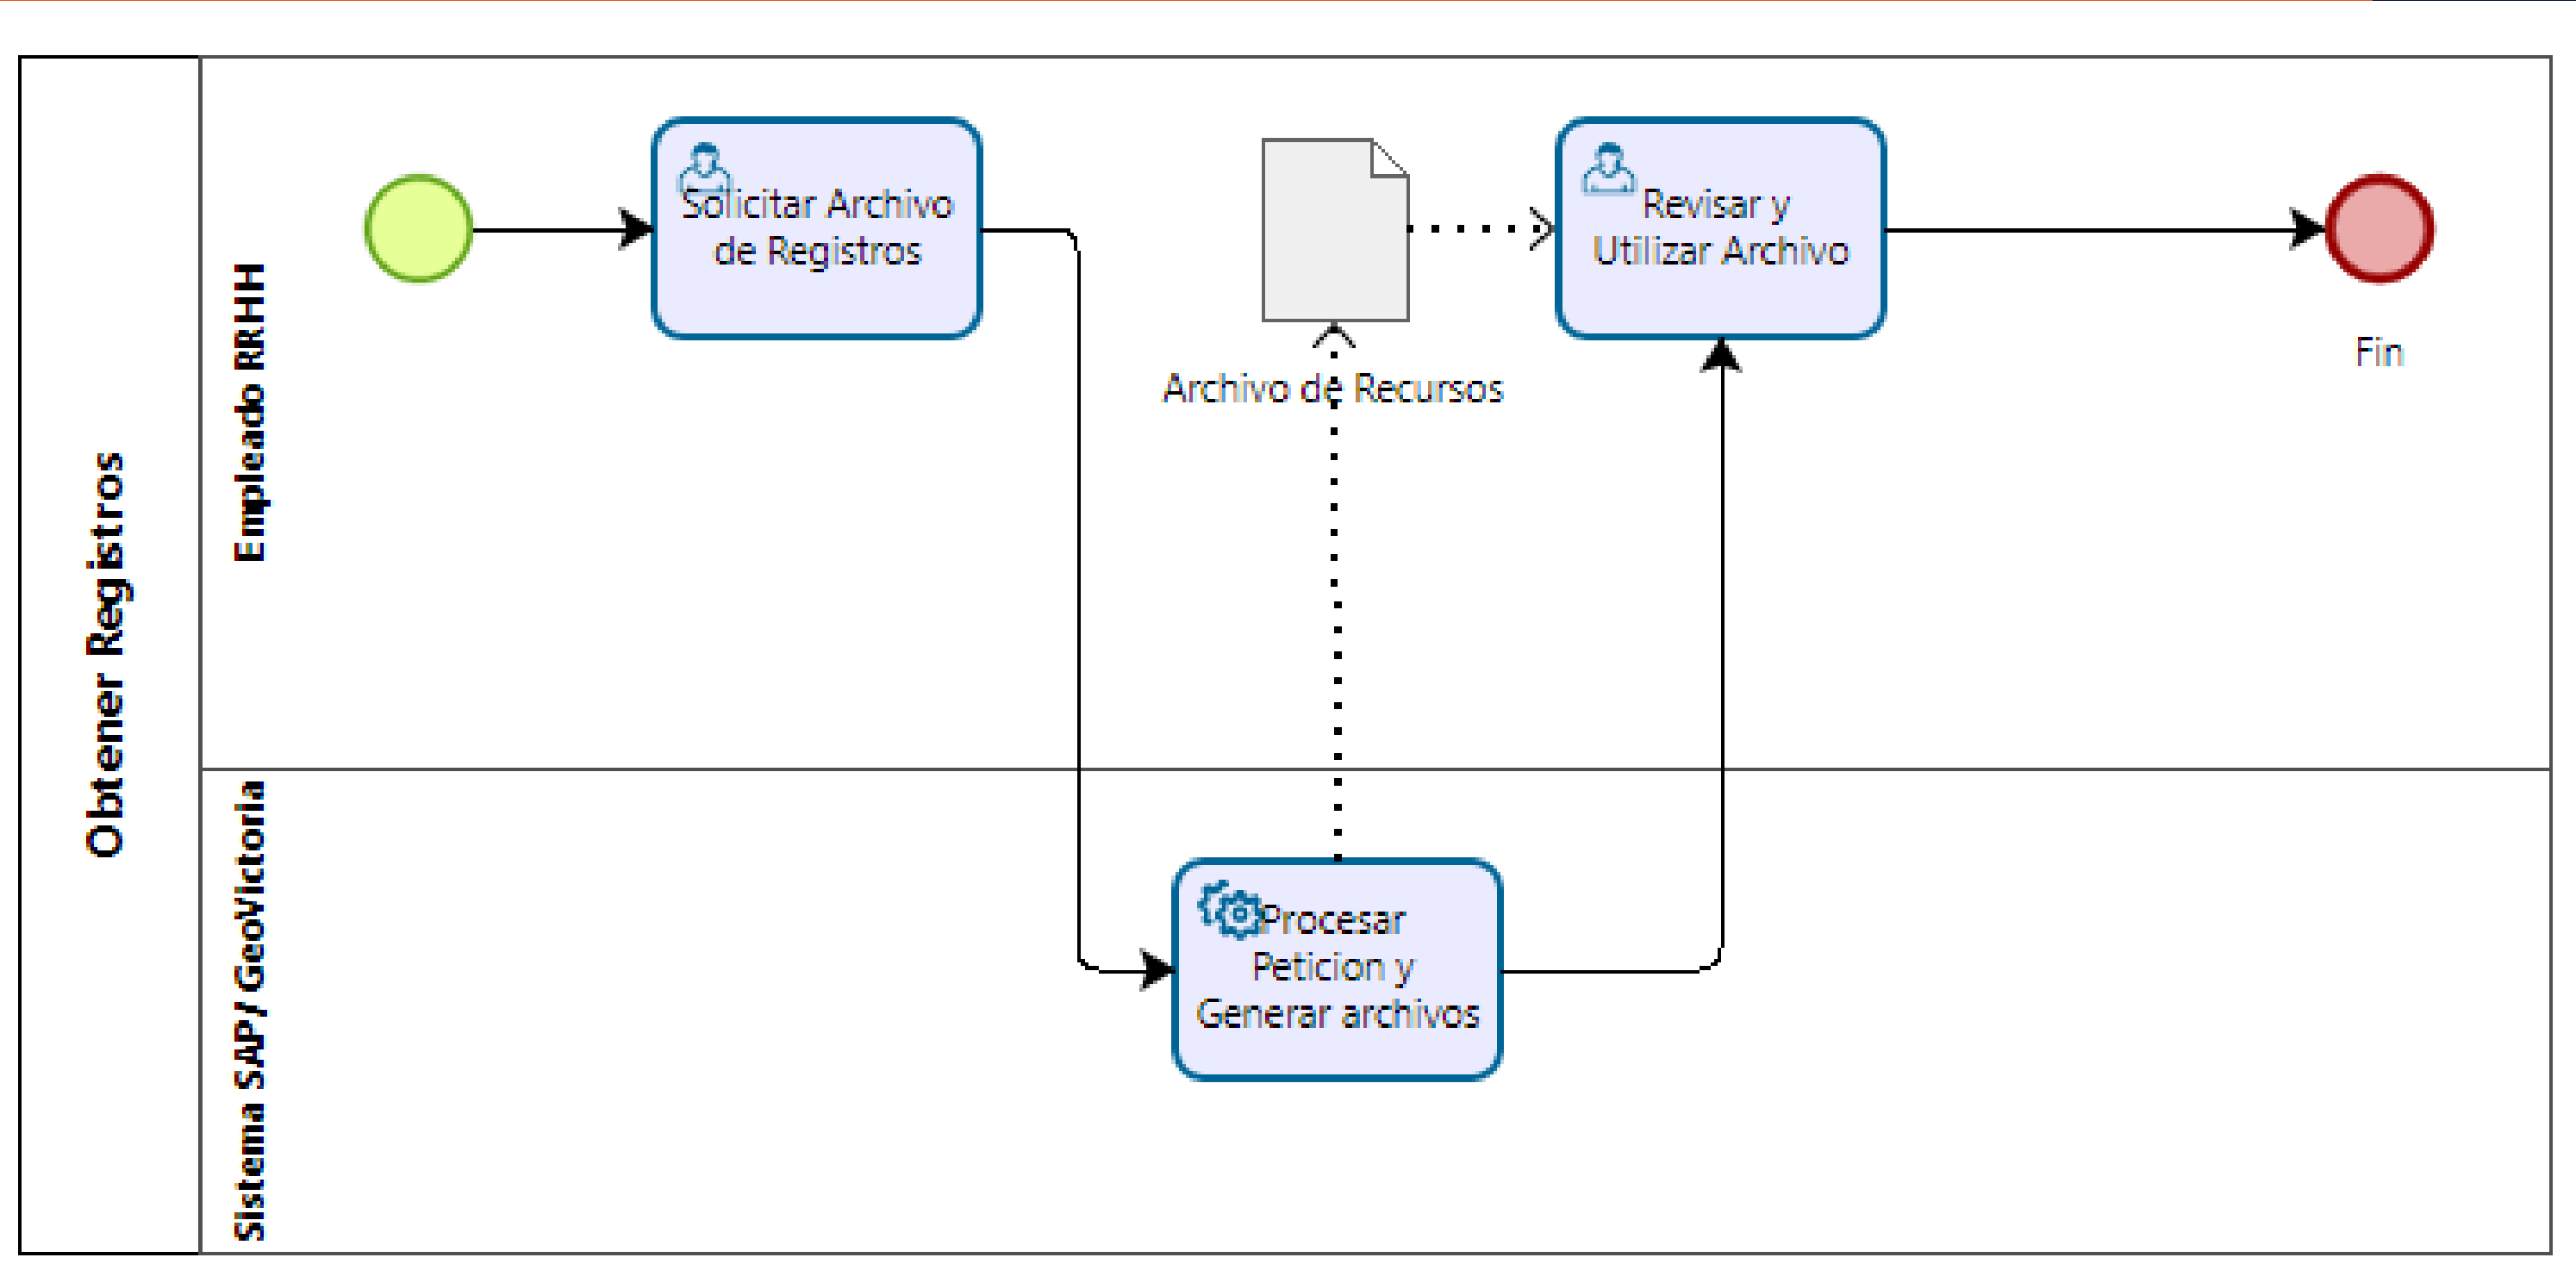 Obtener Registros
Empleado RRHH
Solicitar Archivo
de Registros
Archivo de Recursos
Revisar y
Utilizar Archivo
Fin
Sistema SAP/ GeoVictoria
Procesar
Peticion y
Generar archivos